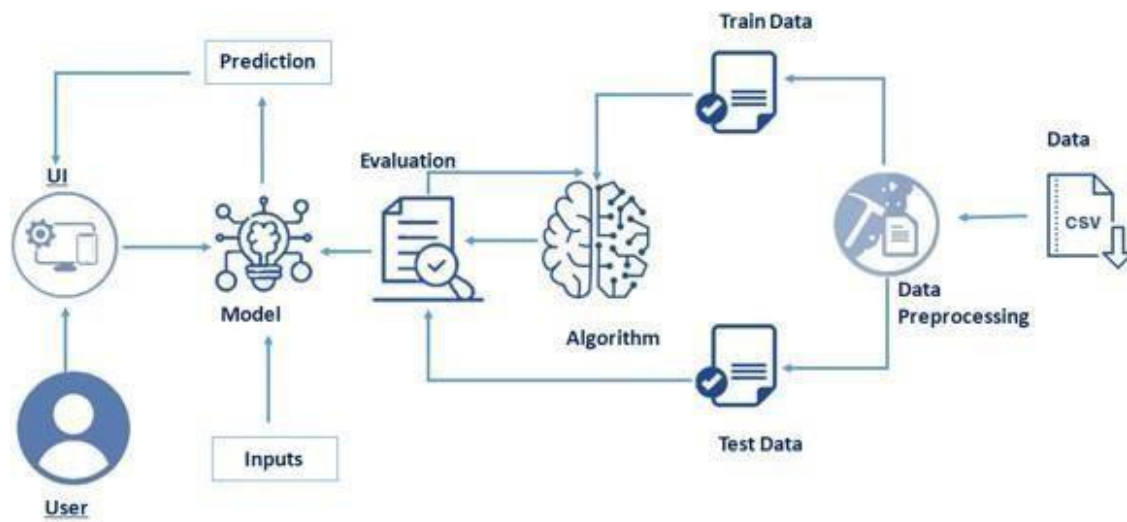 Train Data
Prediction
Data
Evaluation
UI
CSV
Model
Data
Preprocessing
Algorithm
Inputs
Test Data
User